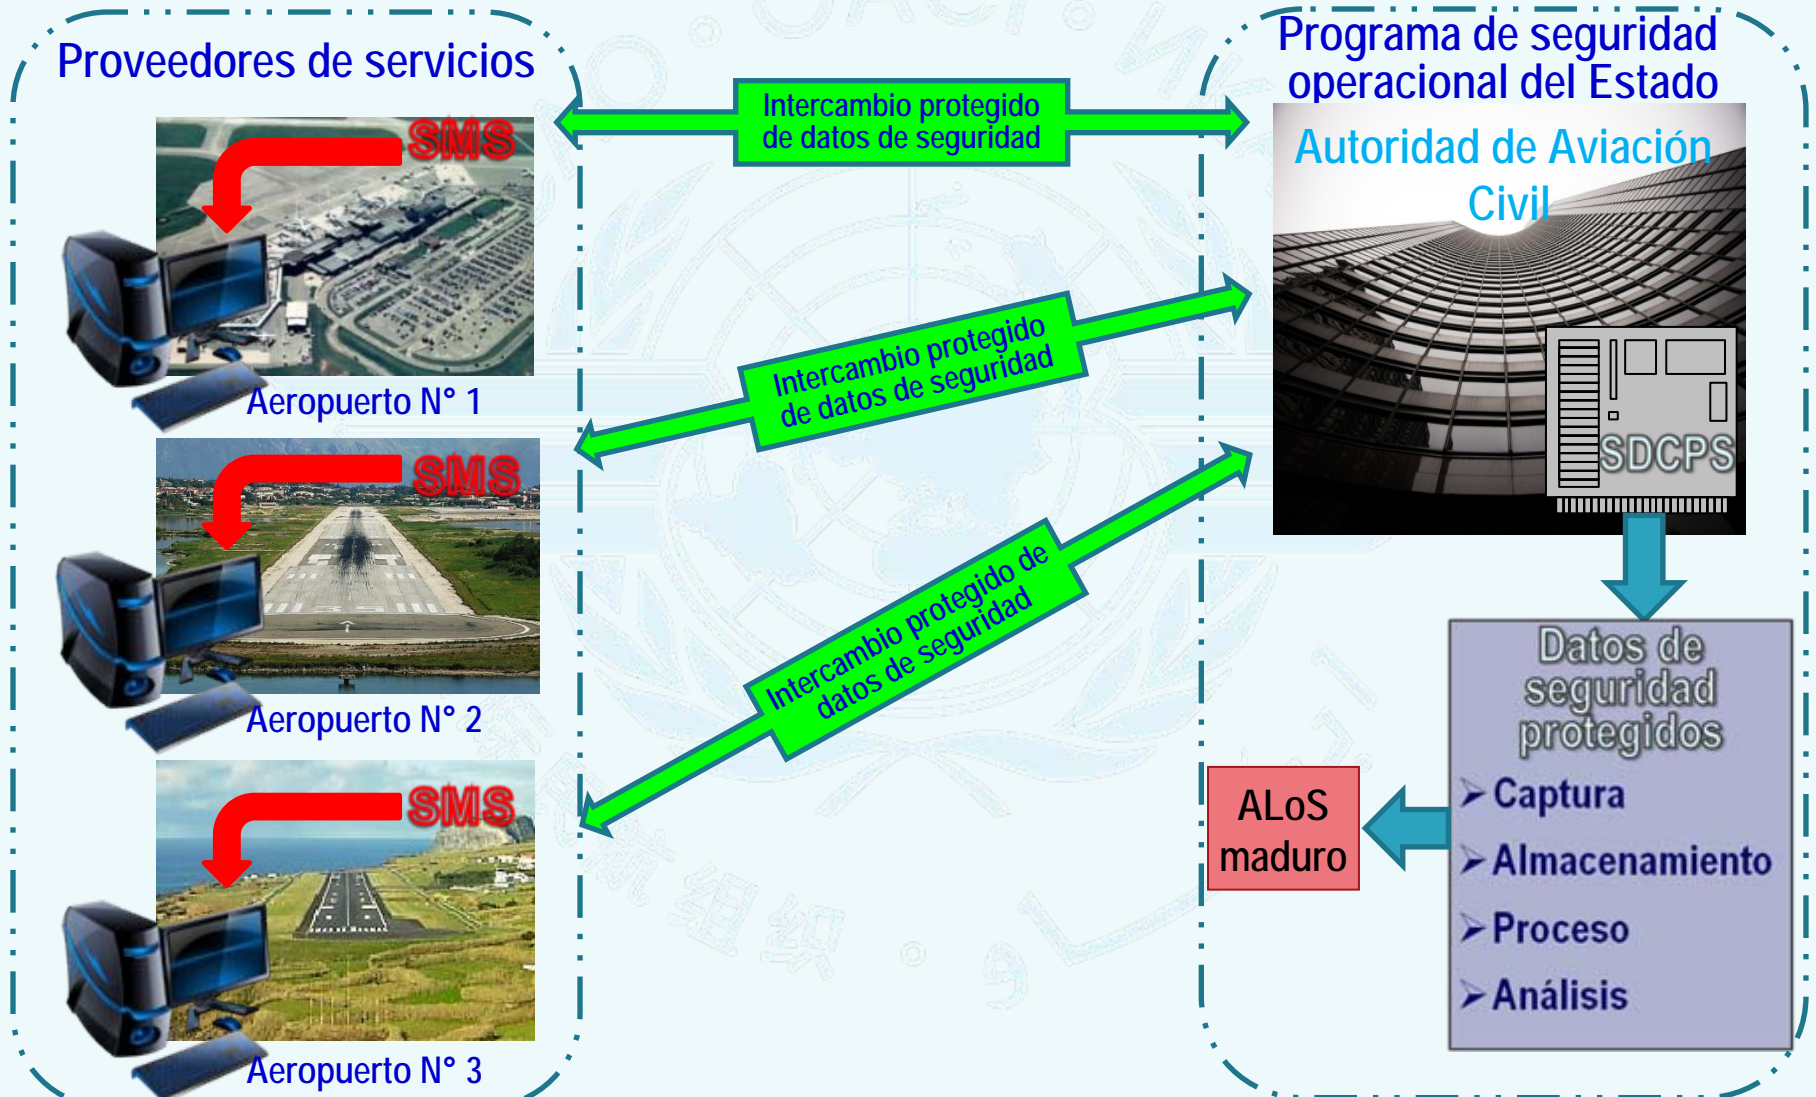 Proveedores de servicios
SMS
Aeropuerto N° 1
SMS
Aeropuerto N° 2
SMS
Aeropuerto N° 3
Intercambio protegido
de datos de seguridad
Intercambio protegido
de datos de seguridad
Intercambio protegido de
datos de seguridad
Programa de seguridad
operacional del Estado
Autoridad de Aviación
Civil
SDCPS
Datos de
seguridad
protegidos
➢ Captura
➢ Almacenamiento
➢ Proceso
➢ Análisis
ALoS
maduro